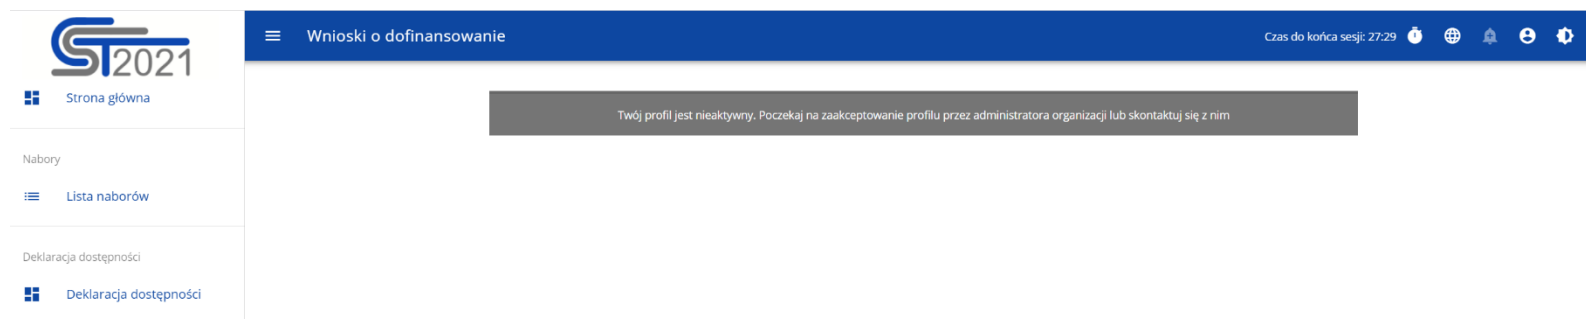 CST2021
Wnioski o dofinansowanie
Czas do końca sesji: 27:29
Strona główna
Twój profil jest nieaktywny. Poczekaj na zaakceptowanie profilu przez administratora organizacji lub skontaktuj się z nim
Nabory
Lista naborów
Deklaracja dostępności
Deklaracja dostępności